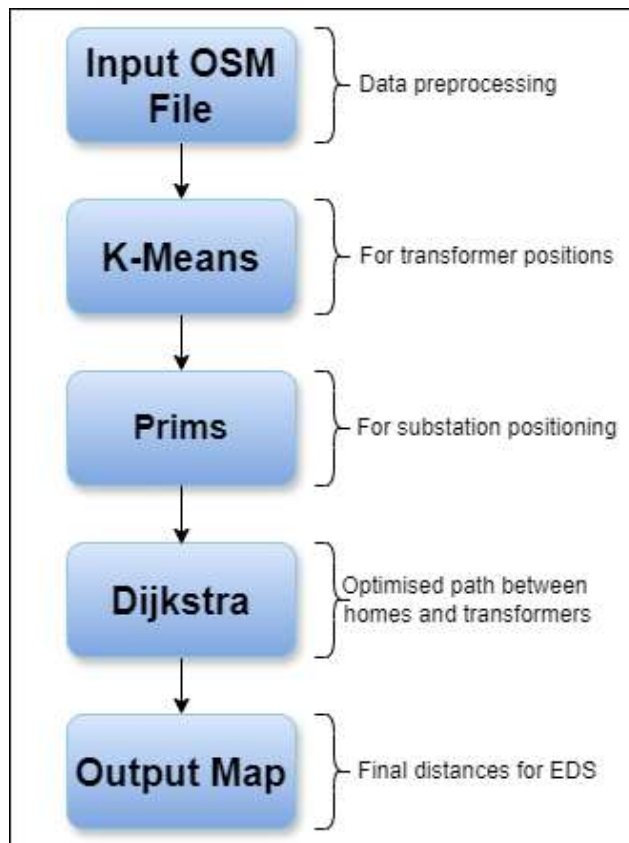 Input OSM
File
Data preprocessing
K-Means
For transformer positions
Prims
For substation positioning
Dijkstra
Optimised path between
homes and transformers
Output Map
Final distances for EDS